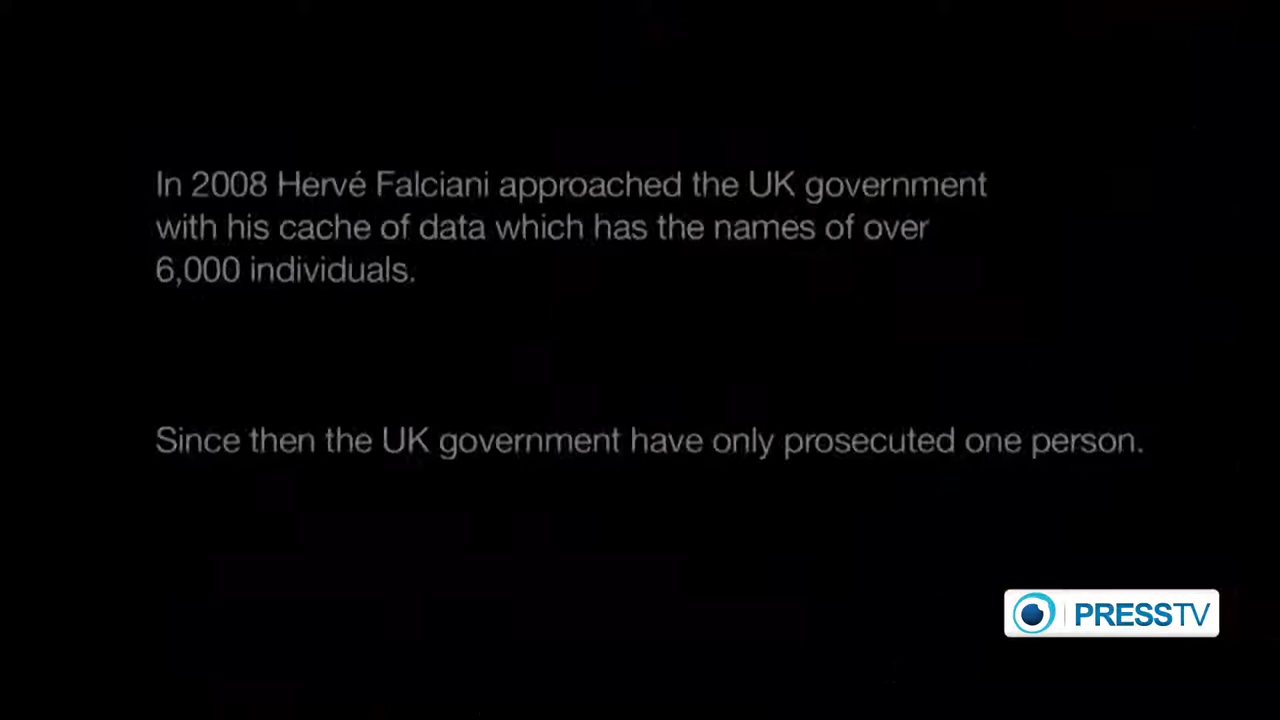 In 2008 Hervé Falciani approached the UK government
with his cache of data which has the names of over
6,000 individuals.
Since then the UK government have only prosecuted one person.
PRESSTV